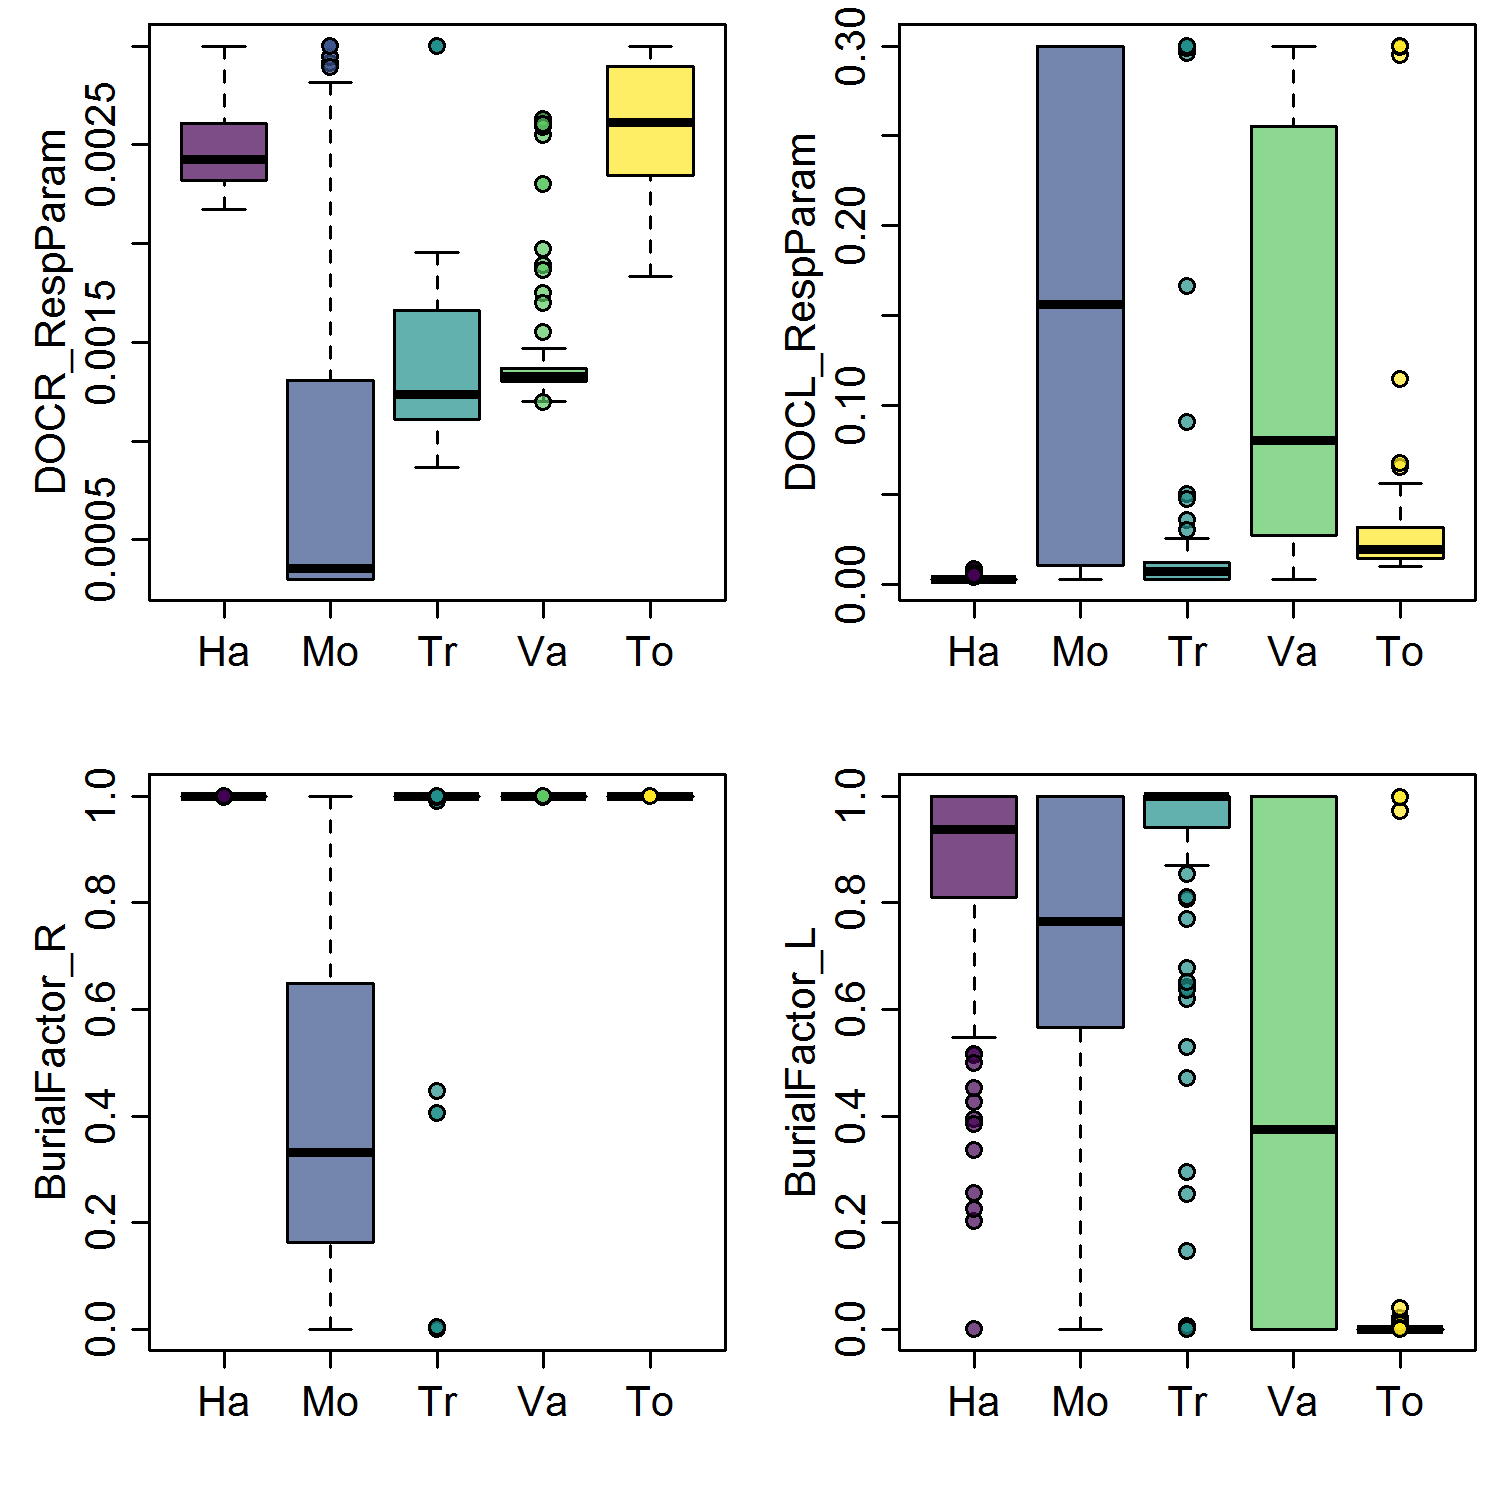 DOCR_RespParam
0.0005 0.0015 0.0025
Ha Mo Tr Va To
DOCL_RespParam
0.00 0.10 0.20 0.30
Ha Mo Tr Va To
BurialFactor_R
0.0 0.2 0.4 0.6 0.8 1.0
Ha Mo Tr Va To
BurialFactor_L
0.0 0.2 0.4 0.6 0.8 1.0
Ha Mo Tr Va To